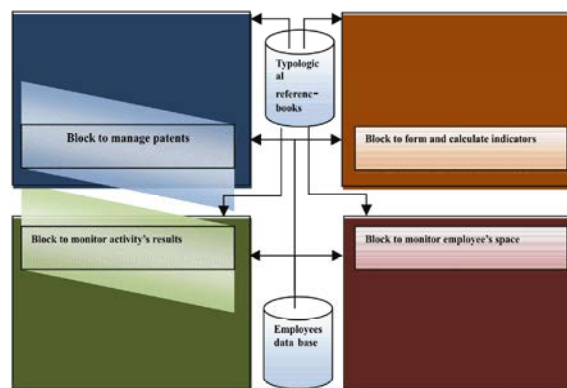 Typologic
al
referenc-
books
Block to manage patents
Block to form and calculate indicators
Block to monitor activity's results
Block to monitor employee's space
Employees
data base